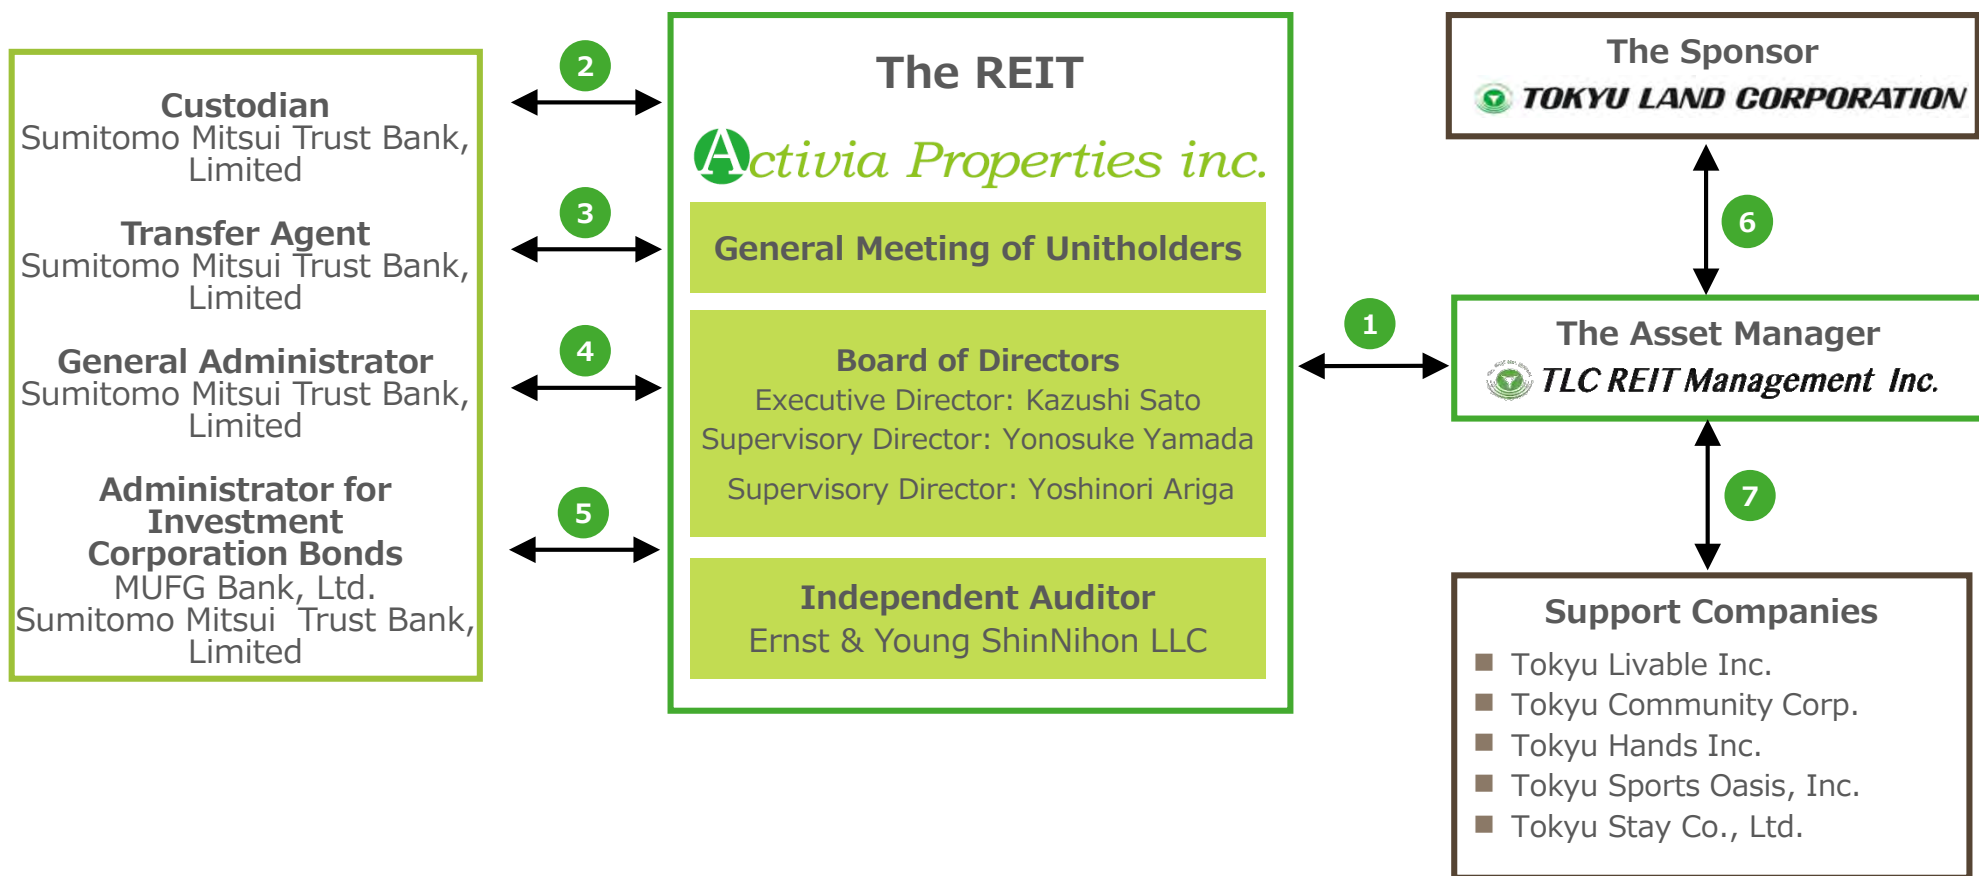 Custodian
Sumitomo Mitsui Trust Bank,
Limited
Transfer Agent
Sumitomo Mitsui Trust Bank,
Limited
General Administrator
Sumitomo Mitsui Trust Bank,
Limited
Administrator for
Investment
Corporation Bonds
MUFG Bank, Ltd.
Sumitomo Mitsui Trust Bank,
Limited
2
3
4
5
The REIT
Activia Properties inc.
General Meeting of Unitholders
Board of Directors
Executive Director: Kazushi Sato
Supervisory Director: Yonosuke Yamada
Supervisory Director: Yoshinori Ariga
Independent Auditor
Ernst & Young ShinNihon LLC
1
The Sponsor
TOKYU LAND CORPORATION
6
The Asset Manager
TLC REIT Management Inc.
7
Support Companies
■ Tokyu Livable Inc.
■ Tokyu Community Corp.
■ Tokyu Hands Inc.
■ Tokyu Sports Oasis, Inc.
■ Tokyu Stay Co., Ltd.